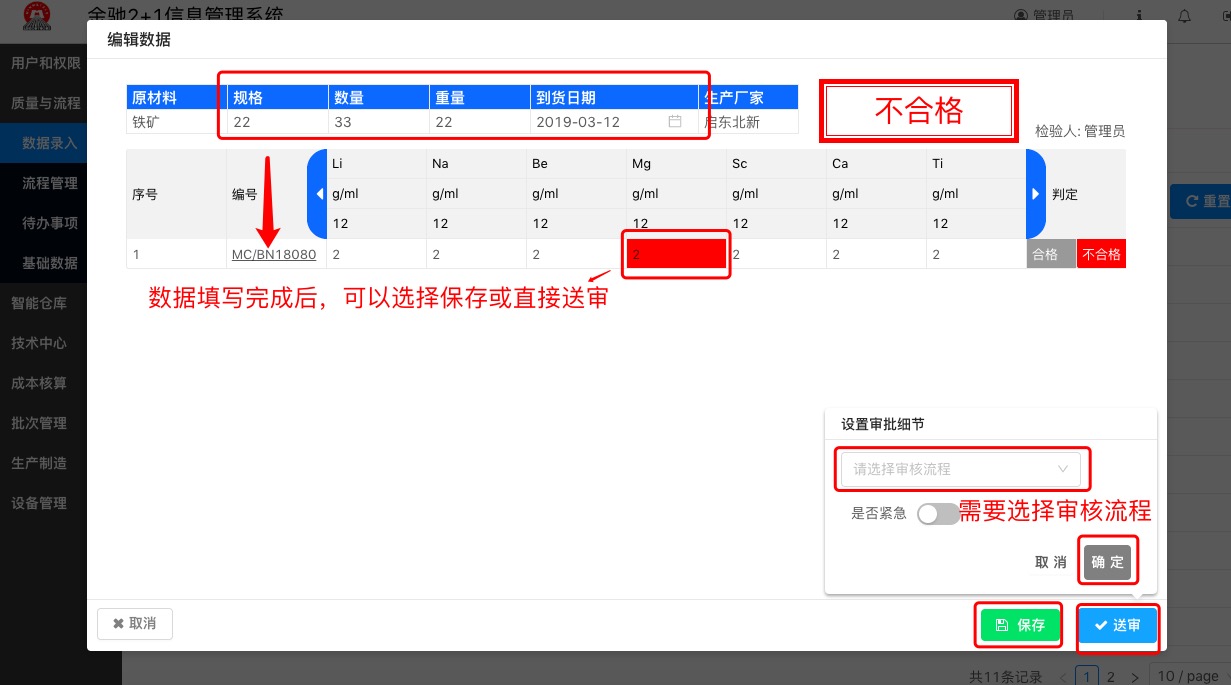 金驰2+1信息管理系统
管理员
编辑数据
用户和权限
质量与流程
数据录入
流程管理
待办事项
基础数据
智能仓库
技术中心
成本核算
批次管理
生产制造
设备管理
原材料 规格 数量 重量 到货日期 生产厂家
铁矿 22 33 22 2019-03-12 启东北新
不合格
检验人: 管理员
重置
序号 编号 判定
Li Na Be Mg Sc Ca Ti
g/ml g/ml g/ml g/ml g/ml g/ml g/ml
12 12 12 12 12 12 12
1 MC/BN18080 2 2 2 2 2 2 2 合格 不合格
数据填写完成后，可以选择保存或直接送审
设置审批细节
请选择审核流程
是否紧急
需要选择审核流程
取 消 确 定
取消 保存 送审
共11条记录 < 1 2 > 10 / page